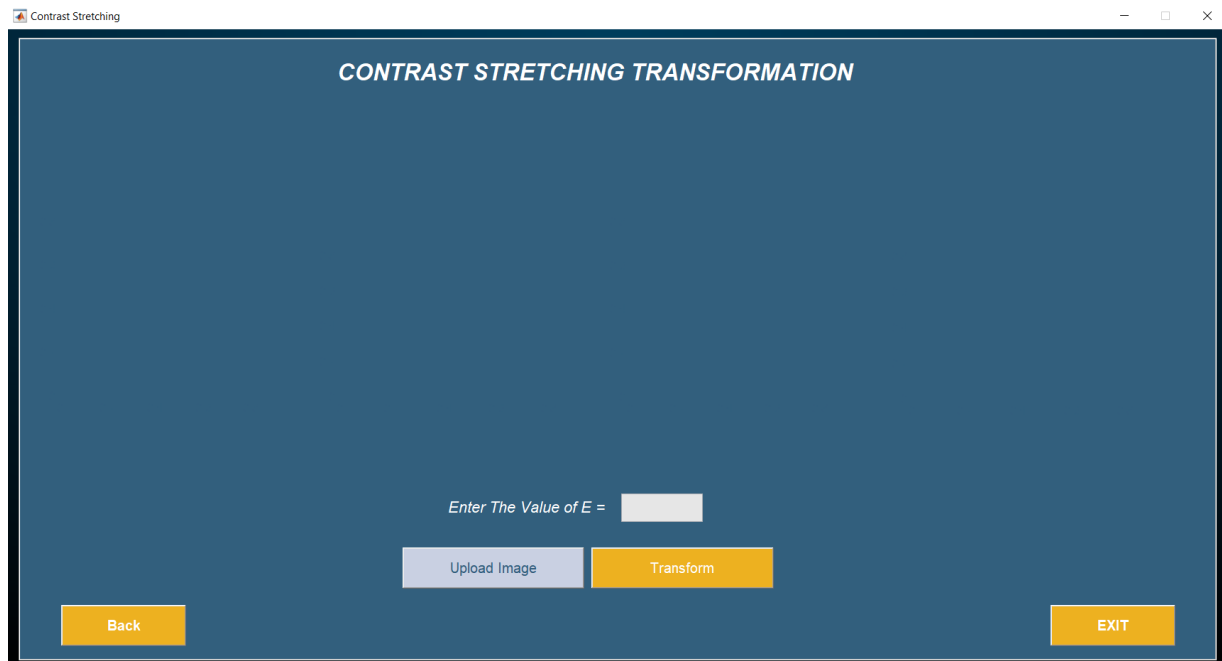 Contrast Stretching
CONTRAST STRETCHING TRANSFORMATION
Enter The Value of E =
Upload Image
Transform
Back
EXIT